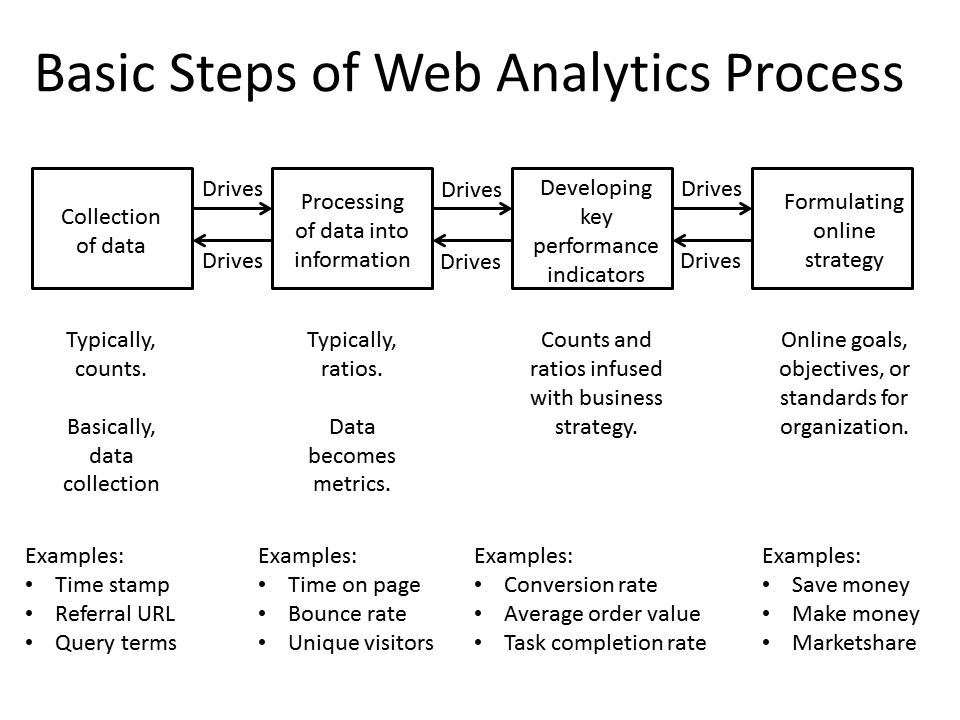 Basic Steps of Web Analytics Process
Collection
of data
Drives
Drives
Processing
of data into
information
Drives
Drives
Developing
key
performance
indicators
Drives
Drives
Formulating
online
strategy
Typically,
counts.
Basically,
data
collection
Typically,
ratios.
Data
becomes
metrics.
Counts and
ratios infused
with business
strategy.
Online goals,
objectives, or
standards for
organization.
Examples:
• Time stamp
• Referral URL
• Query terms
Examples:
• Time on page
• Bounce rate
• Unique visitors
Examples:
• Conversion rate
• Average order value
• Task completion rate
Examples:
• Save money
• Make money
• Marketshare